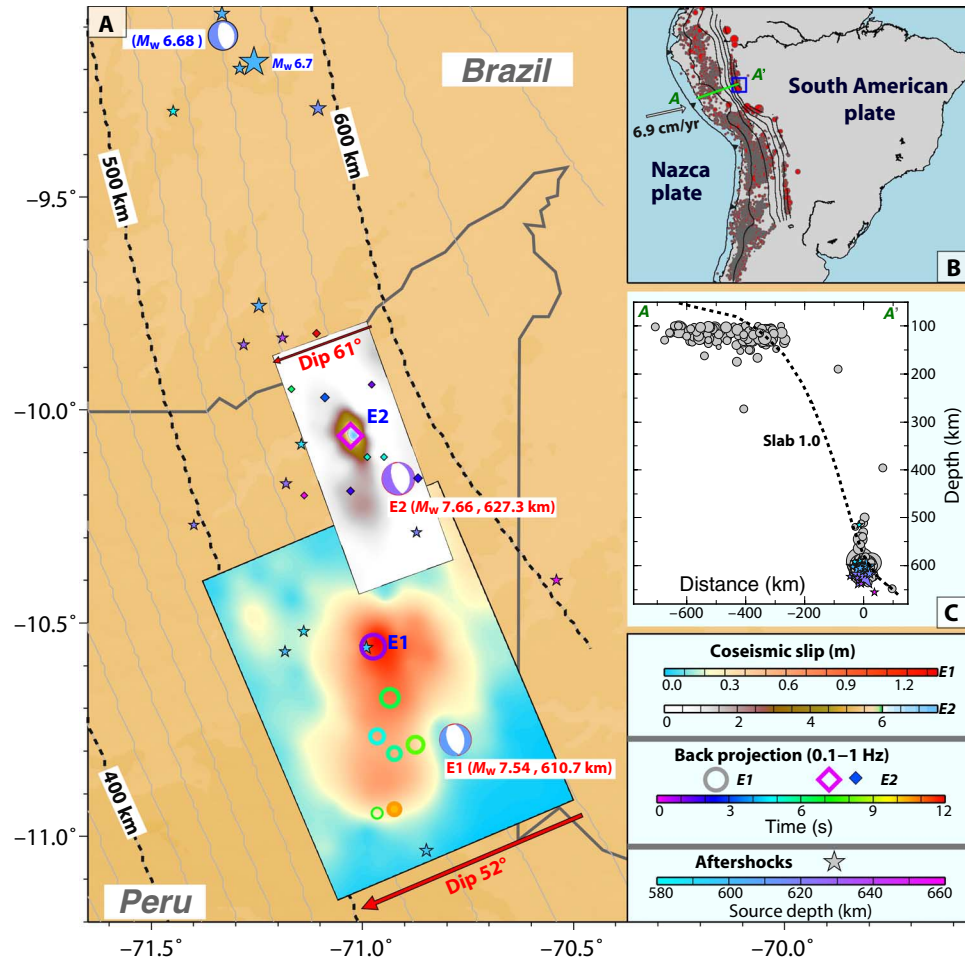 A
(Mw 6.68 )
Mw 6.7
Brazil
500 km
600 km
−9.5°
−10.0°
−10.5°
−11.0°
Dip 61°
E2
E2 (Mw 7.66 , 627.3 km)
E1
E1 (Mw 7.54 , 610.7 km)
400 km
Dip 52°
Peru
−71.5° −71.0° −70.5° −70.0°
A'
A
6.9 cm/yr
South American
plate
Nazca
plate
B
A A'
100
200
300
400
500
600
Depth (km)
Slab 1.0
Distance (km)
−600 −400 −200 0
C
Coseismic slip (m)
0.0 0.3 0.6 0.9 1.2 E1
0 2 4 6 8 E2
Back projection (0.1−1 Hz)
E1 E2
0 3 6 9 12
Time (s)
Aftershocks
580 600 620 640 660
Source depth (km)